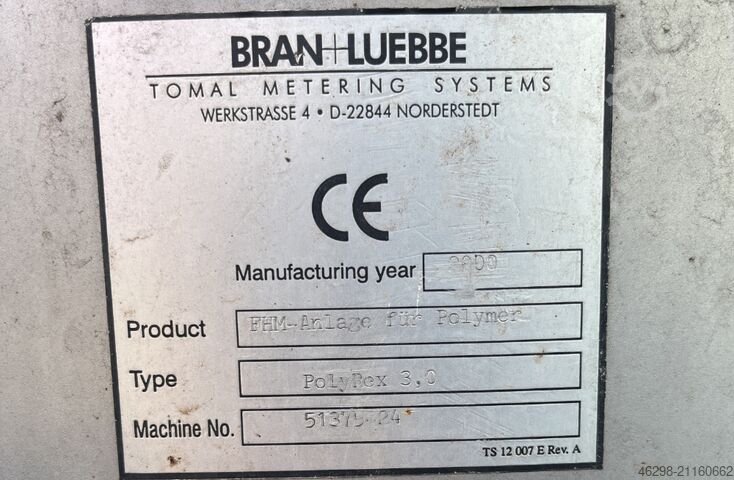 BRAN+LUEBBE
TOMAL METERING SYSTEMS
WERKSTRASSE 4 • D-22844 NORDERSTEDT
CE
Manufacturing year 2000
Product FHM-Anlage für Polymer
Type PolyRex 3,0
Machine No.
TS 12 007 E Rev. A
46298-21160662